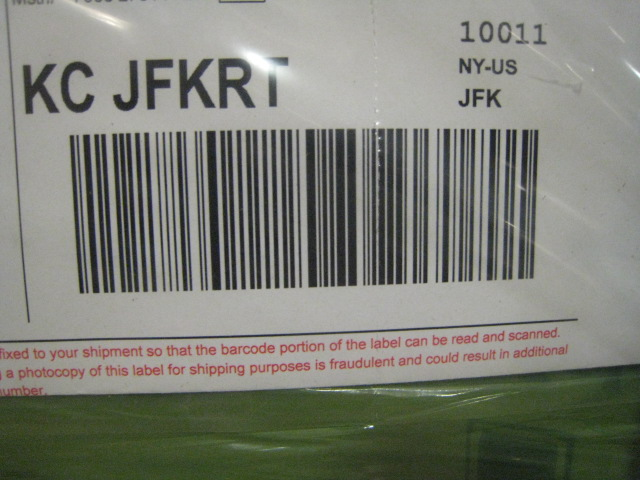 10011
KC JFKRT
NY-US
JFK
fixed to your shipment so that the barcode portion of the label can be read and scanned.
a photocopy of this label for shipping purposes is fraudulent and could result in additional
number.